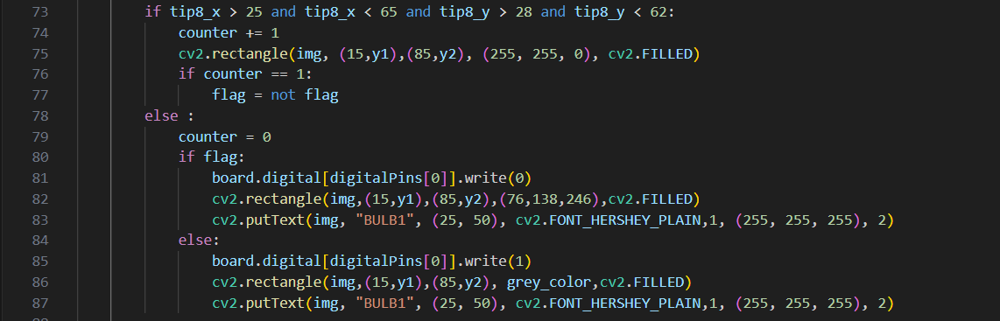 73 if tip8_x > 25 and tip8_x < 65 and tip8_y > 28 and tip8_y < 62:
74 counter += 1
75 cv2.rectangle(img, (15,y1),(85,y2), (255, 255, 0), cv2.FILLED)
76 if counter == 1:
77 flag = not flag
78 else :
79 counter = 0
80 if flag:
81 board.digital[digitalPins[0]].write(0)
82 cv2.rectangle(img,(15,y1),(85,y2),(76,138,246),cv2.FILLED)
83 cv2.putText(img, "BULB1", (25, 50), cv2.FONT_HERSHEY_PLAIN,1, (255, 255, 255), 2)
84 else:
85 board.digital[digitalPins[0]].write(1)
86 cv2.rectangle(img,(15,y1),(85,y2), grey_color,cv2.FILLED)
87 cv2.putText(img, "BULB1", (25, 50), cv2.FONT_HERSHEY_PLAIN,1, (255, 255, 255), 2)